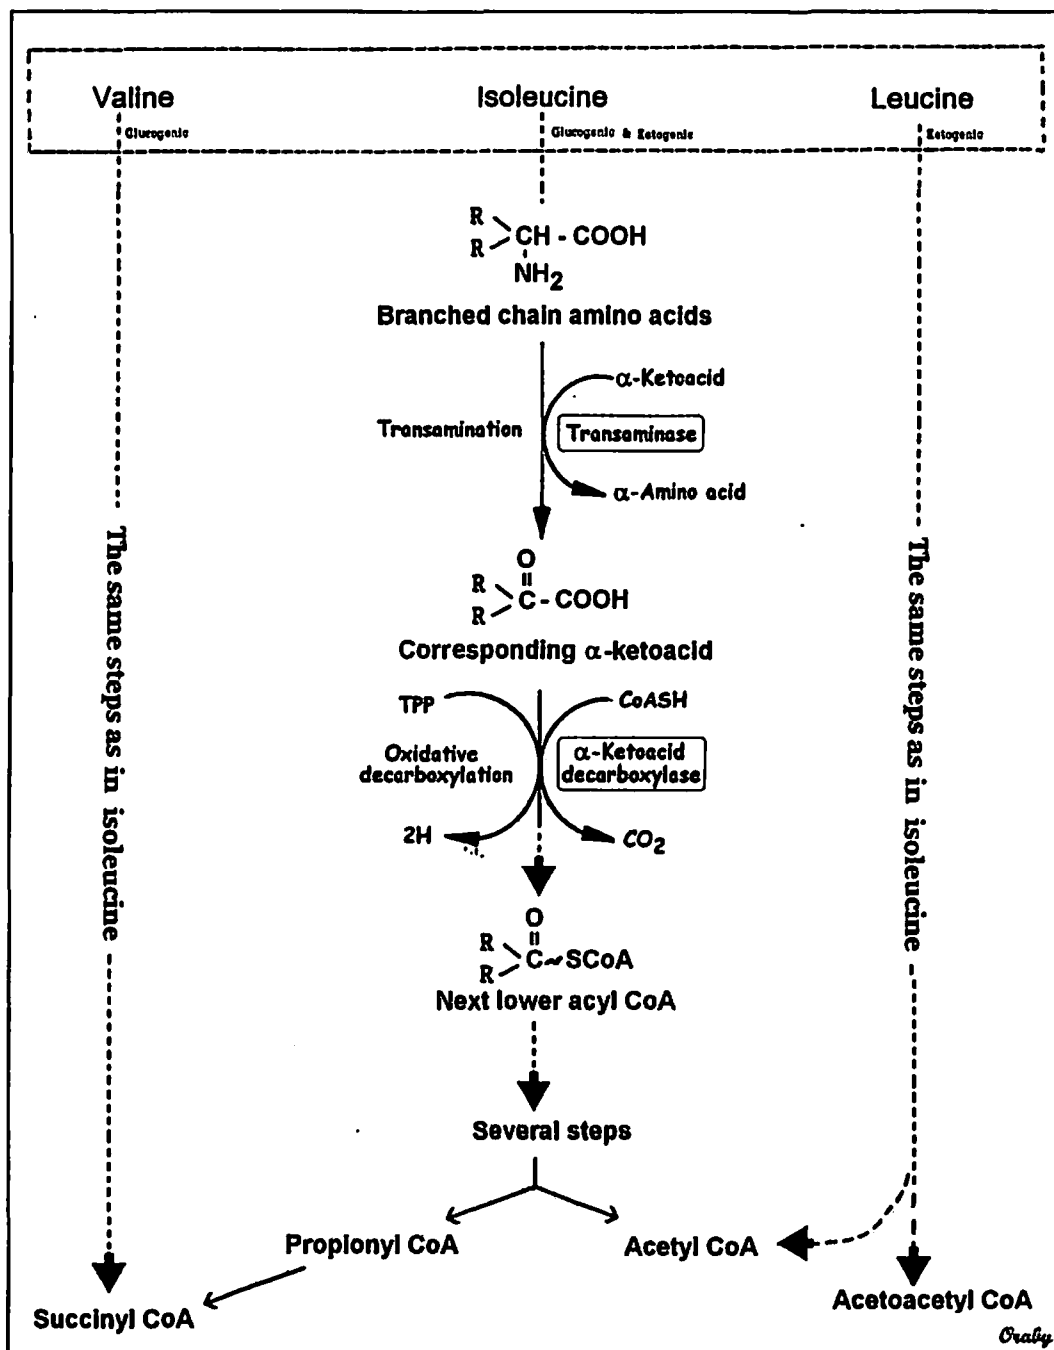 Valine
Isoleucine
Leucine
Glucogenic
Glucogenic & Ketogenic
Ketogenic
R
R
CH - COOH
NH2
Branched chain amino acids
α-Ketoacid
Transamination
Transaminase
α-Amino acid
O
R
R
C - COOH
Corresponding α-ketoacid
TPP
CoASH
Oxidative
decarboxylation
α-Ketoacid
decarboxylase
2H
CO2
The same steps as in isoleucine
The same steps as in isoleucine
O
R
R
C~SCoA
Next lower acyl CoA
Several steps
Propionyl CoA
Acetyl CoA
Succinyl CoA
Acetoacetyl CoA
Oraby